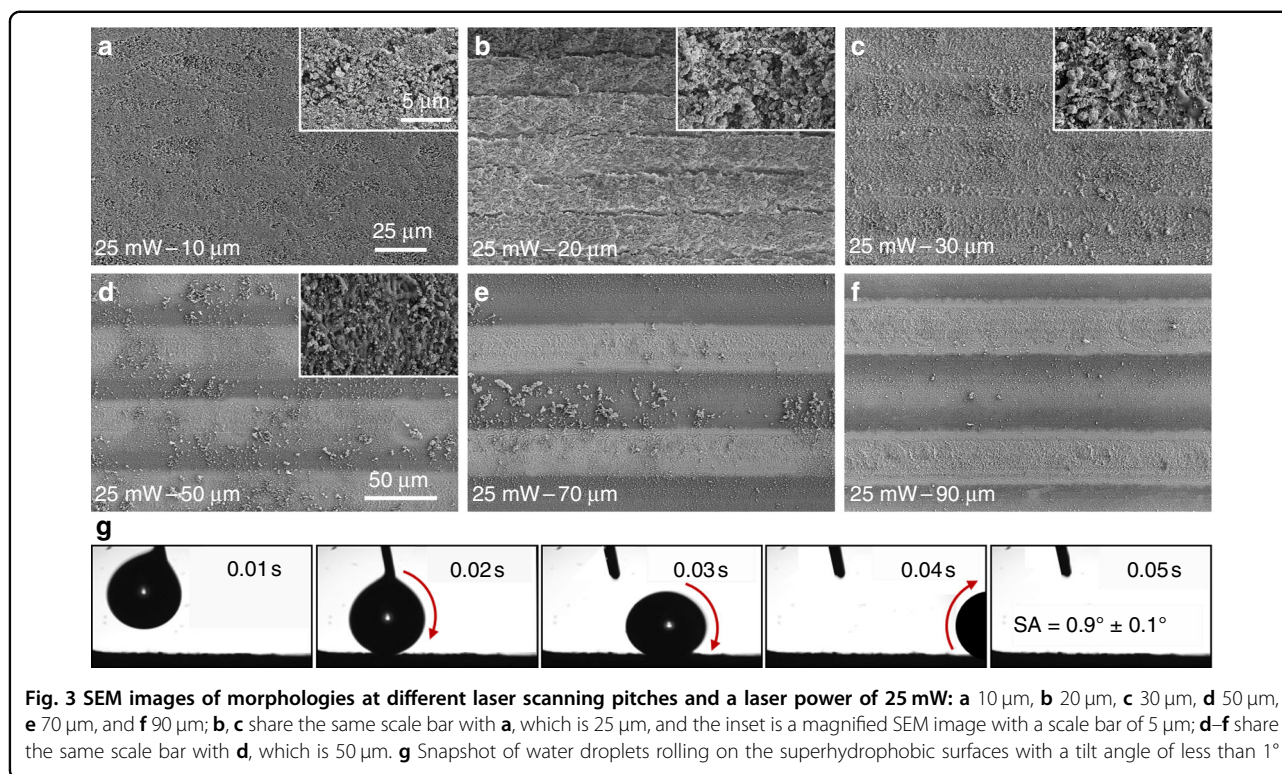 a
5 μm
25 μm
25 mW – 10 μm
b
25 mW – 20 μm
c
25 mW – 30 μm
d
50 μm
25 mW – 50 μm
e
25 mW – 70 μm
f
25 mW – 90 μm
g
0.01 s
0.02 s
0.03 s
0.04 s
0.05 s
SA = 0.9° ± 0.1°
Fig. 3 SEM images of morphologies at different laser scanning pitches and a laser power of 25 mW: a 10 μm, b 20 μm, c 30 μm, d 50 μm,
e 70 μm, and f 90 μm; b, c share the same scale bar with a, which is 25 μm, and the inset is a magnified SEM image with a scale bar of 5 μm; d–f share
the same scale bar with d, which is 50 μm. g Snapshot of water droplets rolling on the superhydrophobic surfaces with a tilt angle of less than 1°